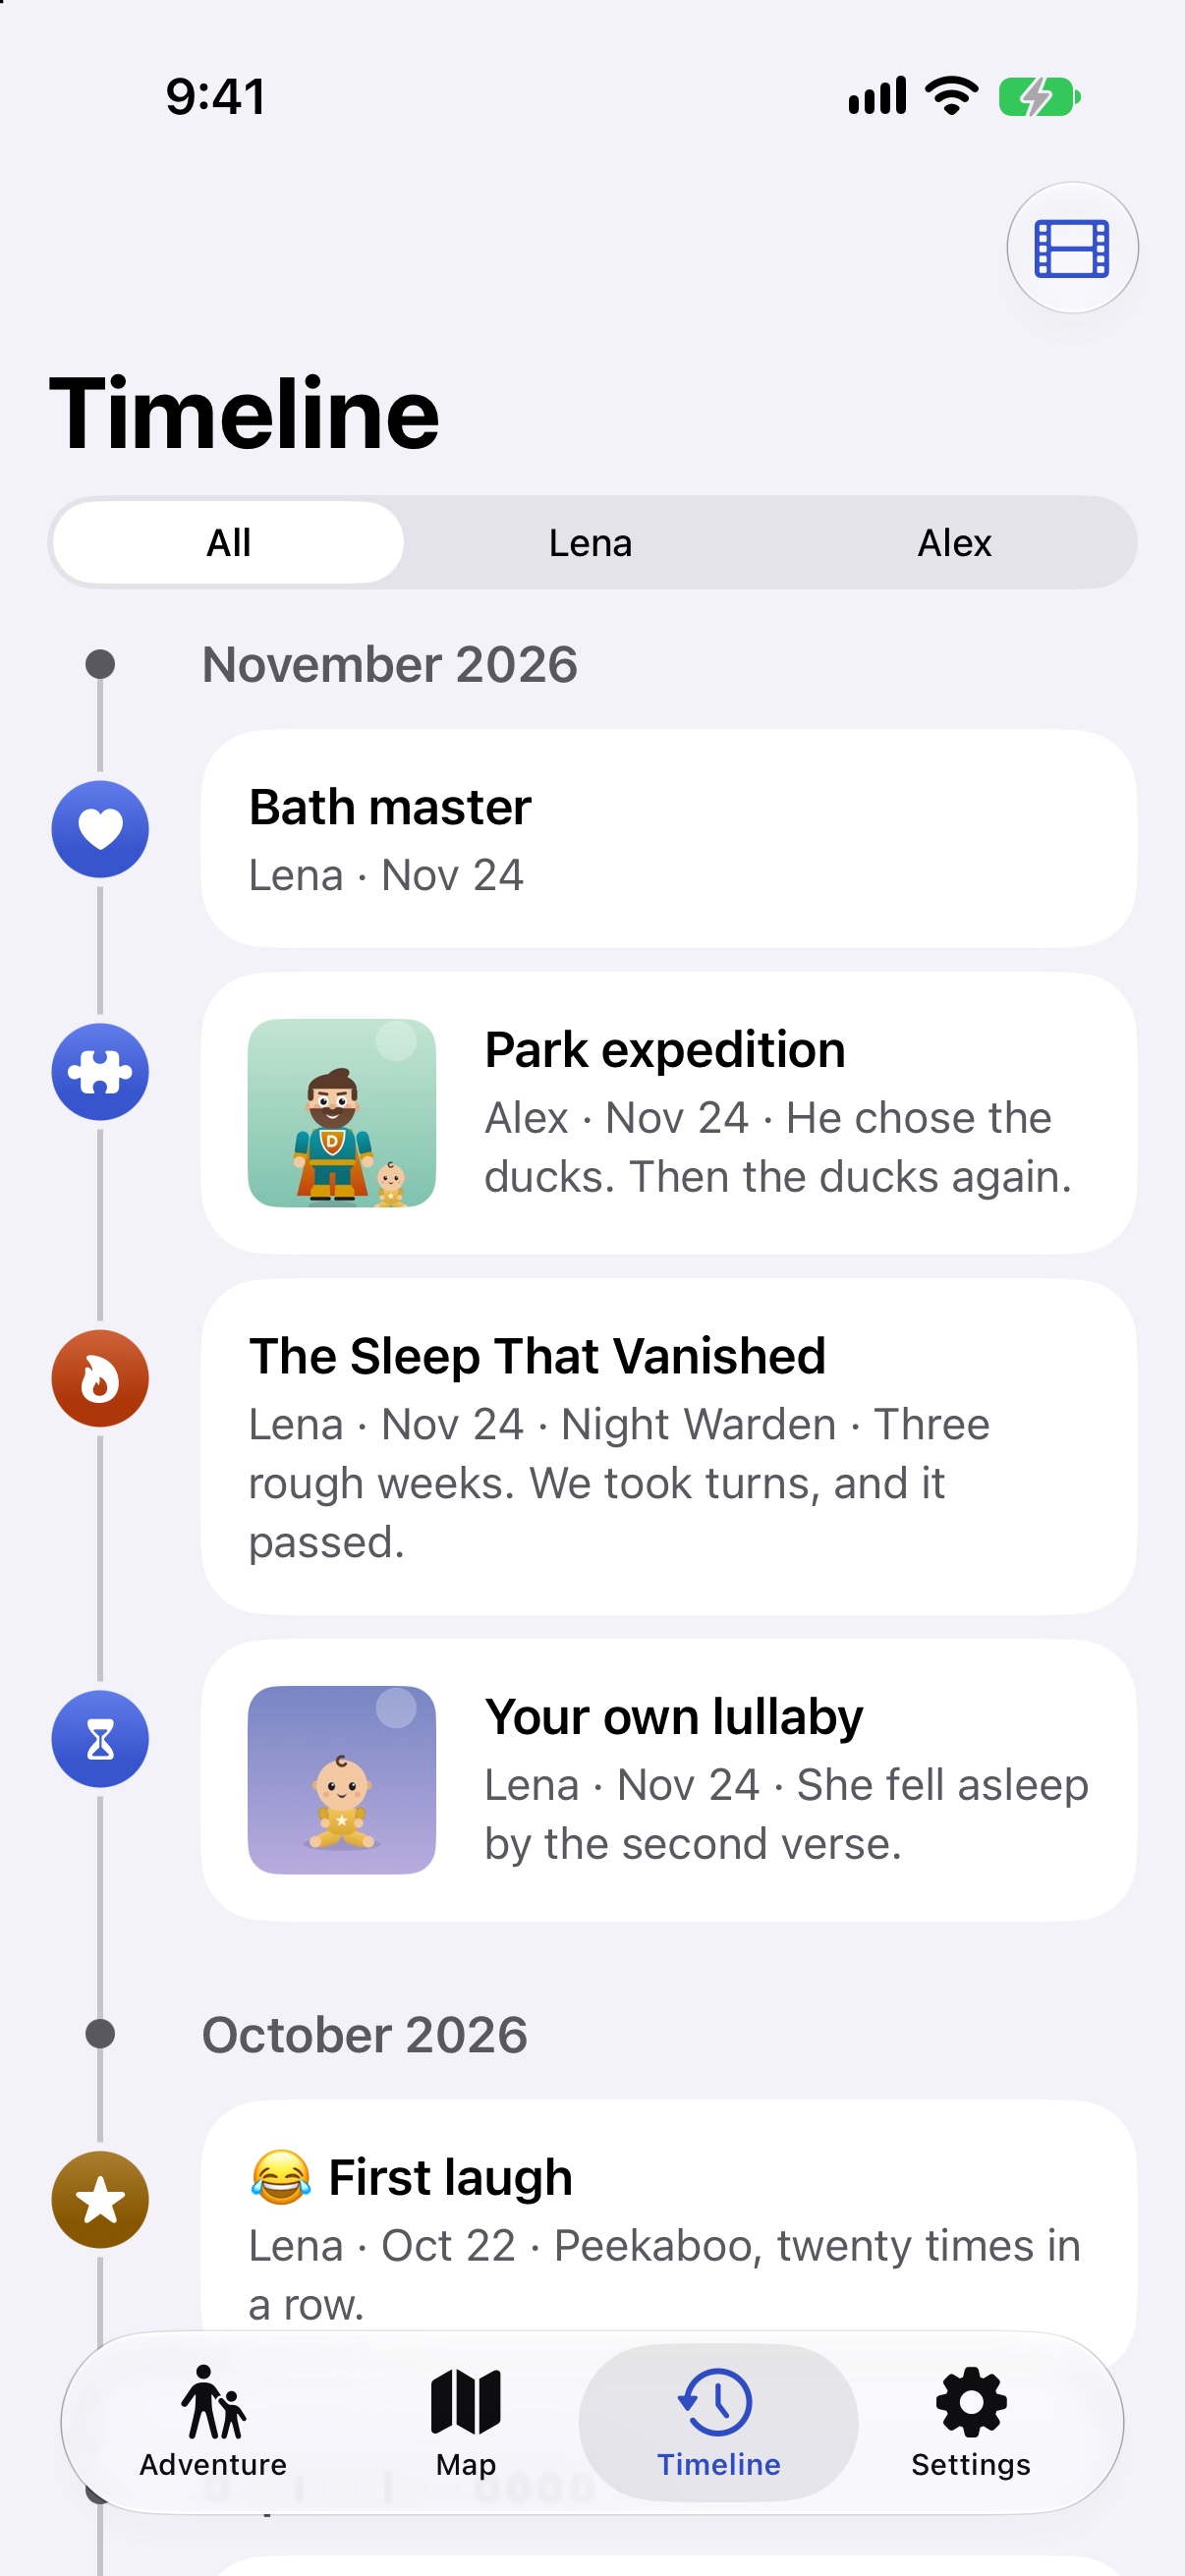 9:41
Timeline
All
Lena
Alex
November 2026
Bath master
Lena · Nov 24
D
Park expedition
Alex · Nov 24 · He chose the
ducks. Then the ducks again.
The Sleep That Vanished
Lena · Nov 24 · Night Warden · Three
rough weeks. We took turns, and it
passed.
Your own lullaby
Lena · Nov 24 · She fell asleep
by the second verse.
October 2026
😂 First laugh
Lena · Oct 22 · Peekaboo, twenty times in
a row.
Adventure
Map
Timeline
Settings